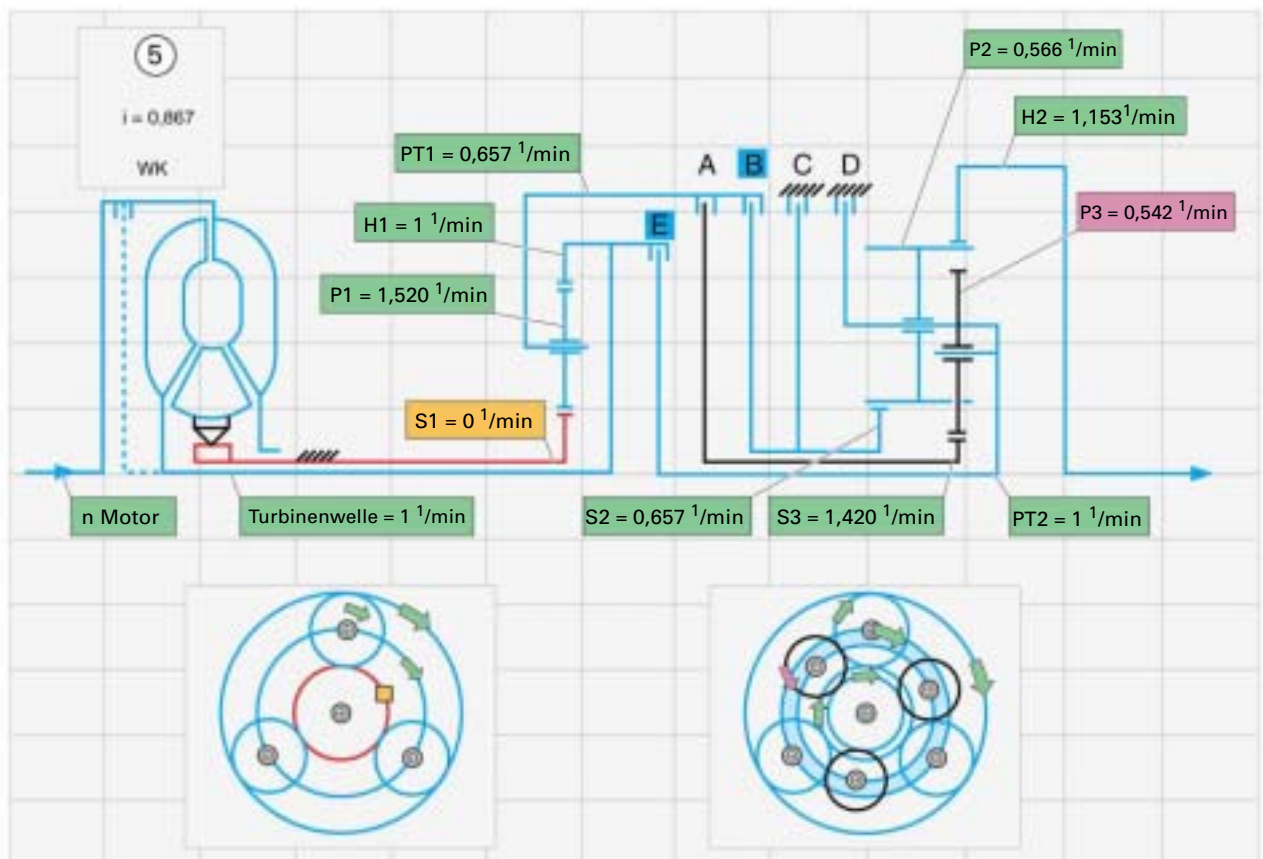 5
i = 0,867
WK
P2 = 0,566 ¹/min
H2 = 1,153¹/min
PT1 = 0,657 ¹/min
A B C D
P3 = 0,542 ¹/min
H1 = 1 ¹/min
E
P1 = 1,520 ¹/min
S1 = 0 ¹/min
n Motor
Turbinenwelle = 1 ¹/min
S2 = 0,657 ¹/min
S3 = 1,420 ¹/min
PT2 = 1 ¹/min